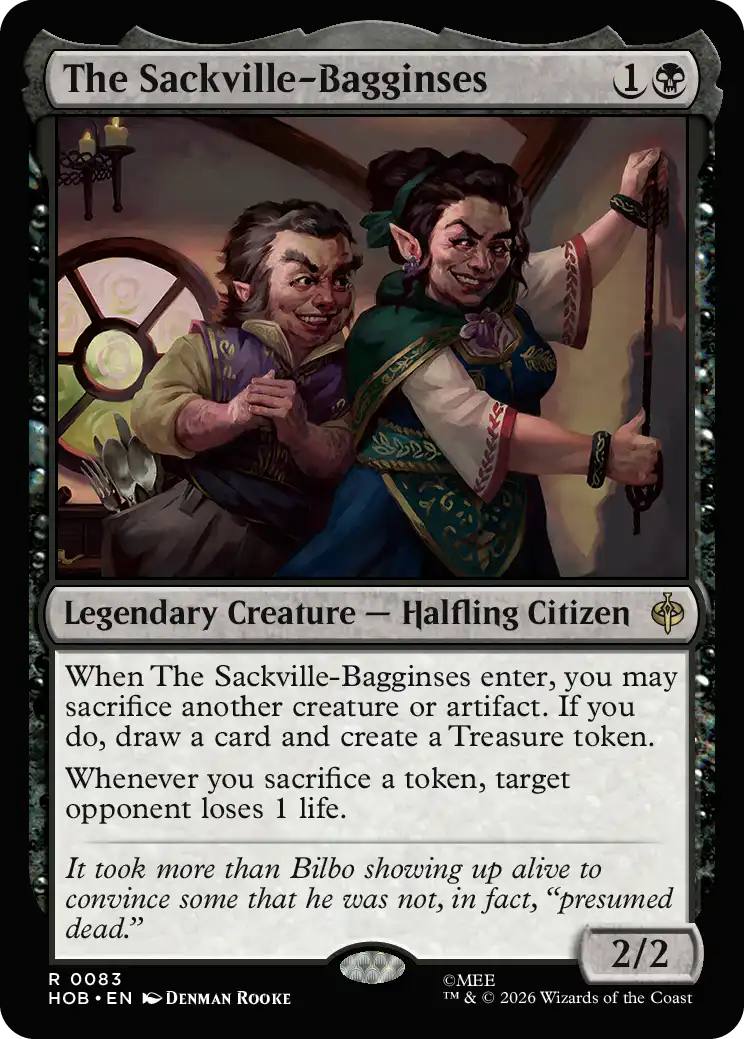 The Sackville-Bagginses 1
Legendary Creature — Halfling Citizen
When The Sackville-Bagginses enter, you may
sacrifice another creature or artifact. If you
do, draw a card and create a Treasure token.
Whenever you sacrifice a token, target
opponent loses 1 life.
It took more than Bilbo showing up alive to
convince some that he was not, in fact, “presumed
dead.”
2/2
R 0083
HOB • EN Denman Rooke
©MEE
™ & © 2026 Wizards of the Coast